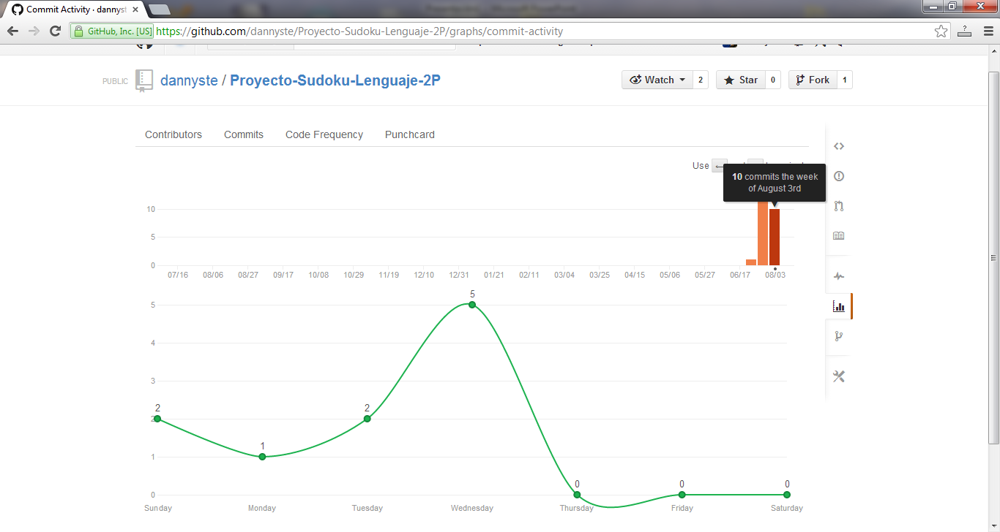 Commit Activity · dannyst
GitHub, Inc. [US] https://github.com/dannyste/Proyecto-Sudoku-Lenguaje-2P/graphs/commit-activity
PUBLIC dannyste / Proyecto-Sudoku-Lenguaje-2P Watch 2 Star 0 Fork 1
Contributors Commits Code Frequency Punchcard
Use ←
10 commits the week
of August 3rd
10
5
0
07/16 08/06 08/27 09/17 10/08 10/29 11/19 12/10 12/31 01/21 02/11 03/04 03/25 04/15 05/06 05/27 06/17 08/03
5
5
4
3
2 2
2
1
1
0 0 0
0
Sunday Monday Tuesday Wednesday Thursday Friday Saturday